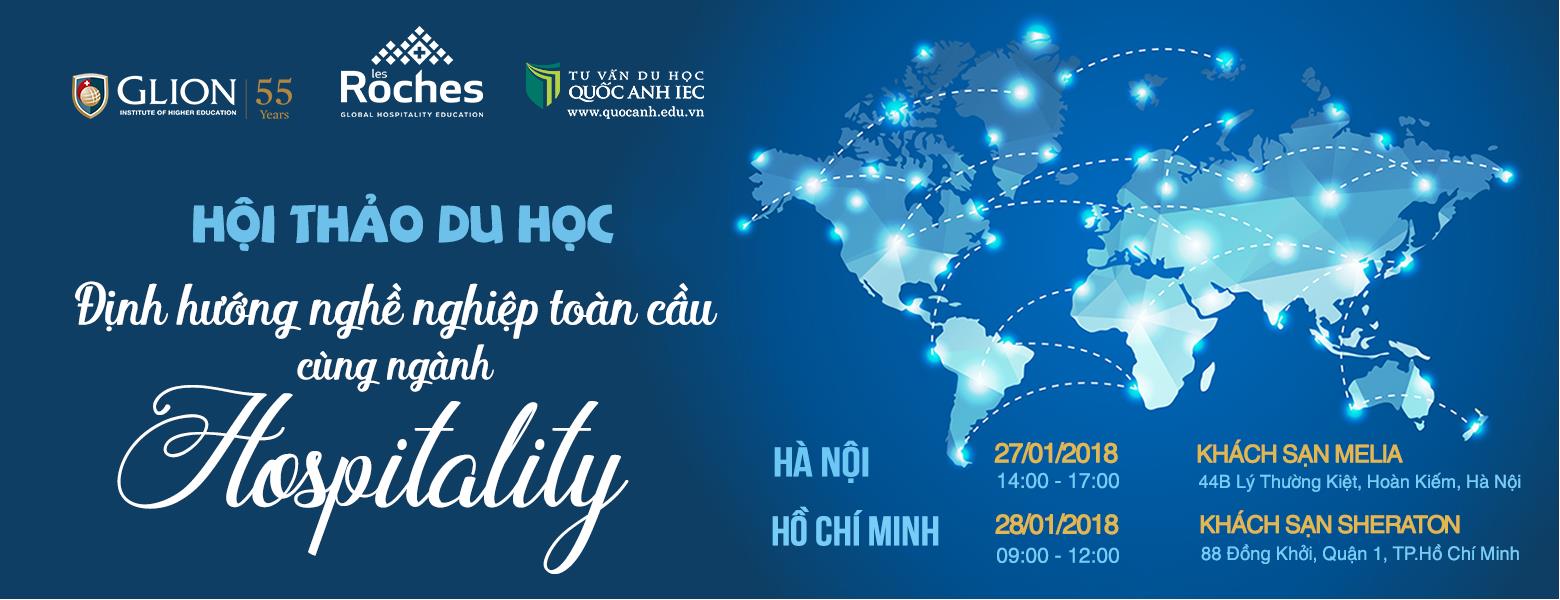 GLION
INSTITUTE OF HIGHER EDUCATION
55
Years
les
Roches
GLOBAL HOSPITALITY EDUCATION
TƯ VẤN DU HỌC
QUỐC ANH IEC
www.quocanh.edu.vn
HỘI THẢO DU HỌC
Định hướng nghề nghiệp toàn cầu
cùng ngành
Hospitality
HÀ NỘI
27/01/2018
14:00 - 17:00
KHÁCH SẠN MELIA
44B Lý Thường Kiệt, Hoàn Kiếm, Hà Nội
HỒ CHÍ MINH
28/01/2018
09:00 - 12:00
KHÁCH SẠN SHERATON
88 Đồng Khởi, Quận 1, TP.Hồ Chí Minh